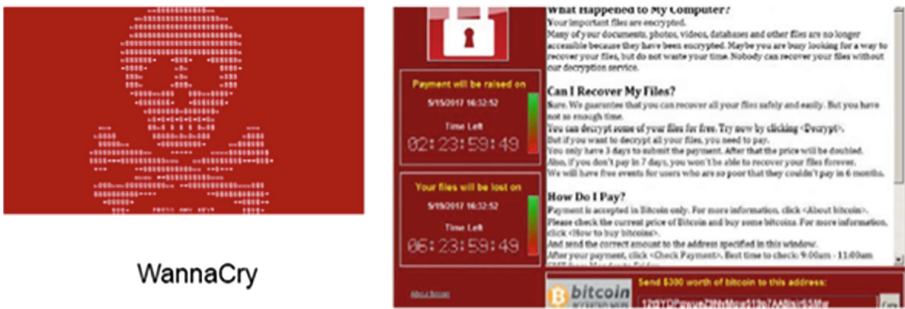 WannaCry
Payment will be raised on
5/15/2017 16:32:52
Time Left
02:23:59:49
Your files will be lost on
5/19/2017 16:32:52
Time Left
06:23:59:49
About bitcoin
What Happened to My Computer?
Your important files are encrypted.
Many of your documents, photos, videos, databases and other files are no longer
accessible because they have been encrypted. Maybe you are busy looking for a way to
recover your files, but do not waste your time. Nobody can recover your files without
our decryption service.
Can I Recover My Files?
Sure. We guarantee that you can recover all your files safely and easily. But you have
not so enough time.
You can decrypt some of your files for free. Try now by clicking <Decrypt>.
But if you want to decrypt all your files, you need to pay.
You only have 3 days to submit the payment. After that the price will be doubled.
Also, if you don't pay in 7 days, you won't be able to recover your files forever.
We will have free events for users who are so poor that they couldn't pay in 6 months.
How Do I Pay?
Payment is accepted in Bitcoin only. For more information, click <About bitcoin>.
Please check the current price of Bitcoin and buy some bitcoins. For more information,
click <How to buy bitcoins>.
And send the correct amount to the address specified in this window.
After your payment, click <Check Payment>. Best time to check: 9:00am - 11:00am
bitcoin
Send $300 worth of bitcoin to this address: